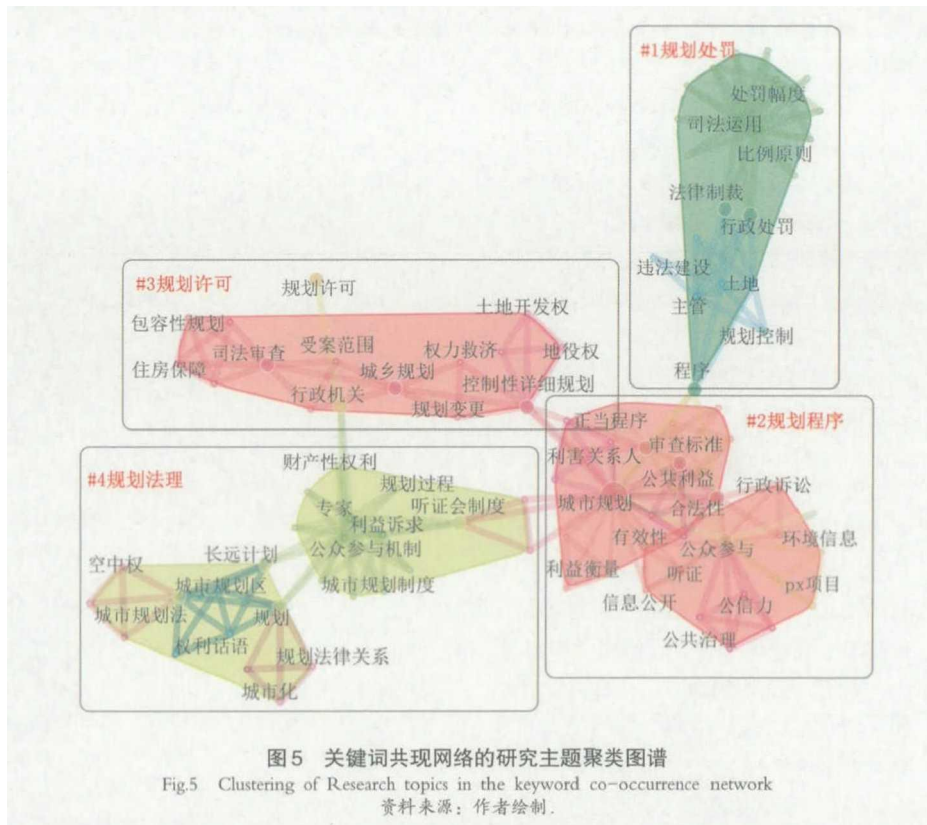 #1规划处罚
处罚幅度
司法运用
比例原则
法律制裁
行政处罚
违法建设
土地
主管
规划控制
程序
#3规划许可
规划许可
土地开发权
包容性规划
司法审查
受案范围
权力救济
地役权
住房保障
城乡规划
控制性详细规划
行政机关
规划变更
#2规划程序
正当程序
审查标准
利害关系人
公共利益
行政诉讼
城市规划
合法性
有效性
公众参与
环境信息
利益衡量
听证
px项目
信息公开
公信力
公共治理
#4规划法理
财产性权利
规划过程
专家
听证会制度
利益诉求
长远计划
公众参与机制
空中权
城市规划区
城市规划制度
城市规划法
规划
权利话语
规划法律关系
城市化
图5 关键词共现网络的研究主题聚类图谱
Fig.5 Clustering of Research topics in the keyword co-occurrence network
资料来源：作者绘制.